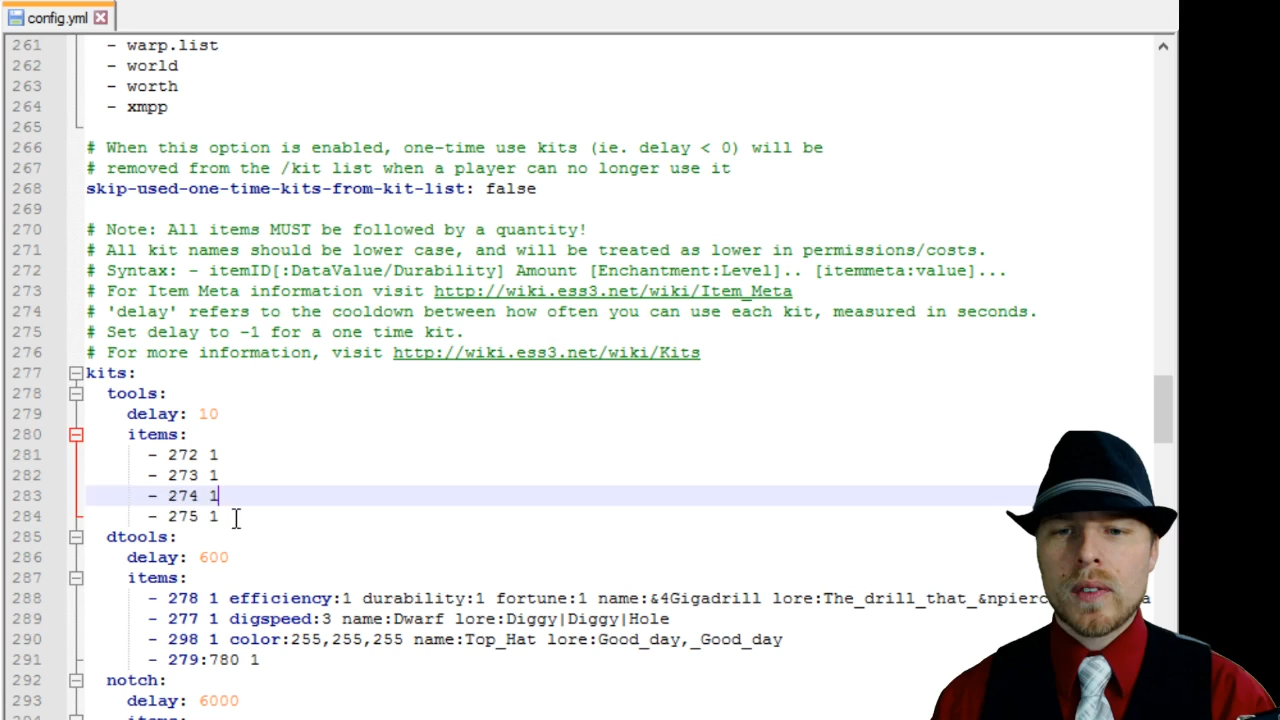 config.yml
261 - warp.list
262 - world
263 - worth
264 - xmpp
265
266 # When this option is enabled, one-time use kits (ie. delay < 0) will be
267 # removed from the /kit list when a player can no longer use it
268 skip-used-one-time-kits-from-kit-list: false
269
270 # Note: All items MUST be followed by a quantity!
271 # All kit names should be lower case, and will be treated as lower in permissions/costs.
272 # Syntax: - itemID[:DataValue/Durability] Amount [Enchantment:Level].. [itemmeta:value]...
273 # For Item Meta information visit http://wiki.ess3.net/wiki/Item_Meta
274 # 'delay' refers to the cooldown between how often you can use each kit, measured in seconds.
275 # Set delay to -1 for a one time kit.
276 # For more information, visit http://wiki.ess3.net/wiki/Kits
277 kits:
278 tools:
279 delay: 10
280 items:
281 - 272 1
282 - 273 1
283 - 274 1
284 - 275 1
285 dtools:
286 delay: 600
287 items:
288 - 278 1 efficiency:1 durability:1 fortune:1 name:&4Gigadrill lore:The_drill_that_&npierc
289 - 277 1 digspeed:3 name:Dwarf lore:Diggy|Diggy|Hole
290 - 298 1 color:255,255,255 name:Top_Hat lore:Good_day,_Good_day
291 - 279:780 1
292 notch:
293 delay: 6000